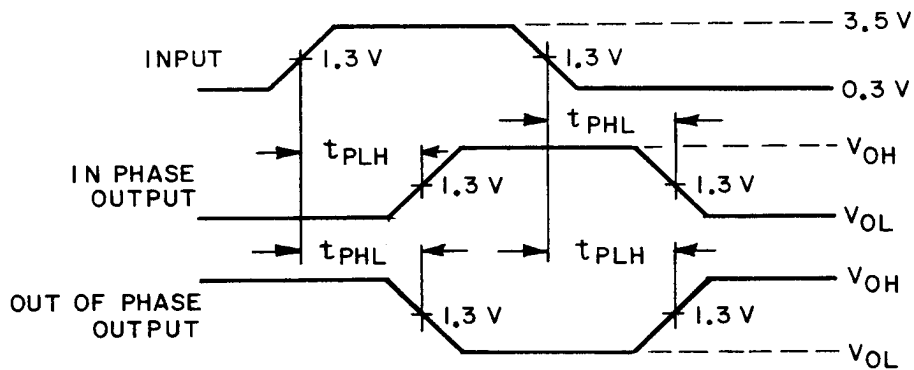 3.5 V
INPUT 1.3 V 1.3 V
0.3 V
tPHL
tPLH VOH
IN PHASE
OUTPUT 1.3 V 1.3 V
VOL
tPHL tPLH
VOH
OUT OF PHASE
OUTPUT 1.3 V 1.3 V
VOL